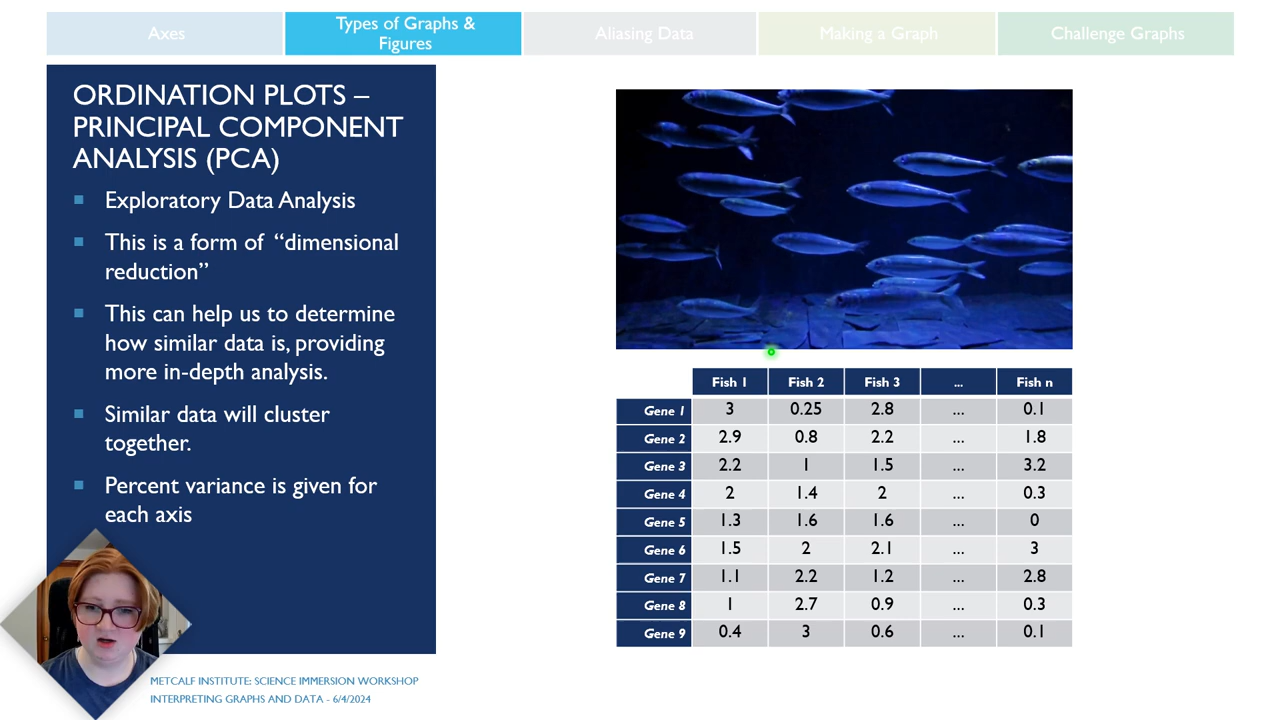 Axes
Types of Graphs &
Figures
Aliasing Data
Making a Graph
Challenge Graphs
ORDINATION PLOTS –
PRINCIPAL COMPONENT
ANALYSIS (PCA)
Exploratory Data Analysis
This is a form of “dimensional
reduction”
This can help us to determine
how similar data is, providing
more in-depth analysis.
Similar data will cluster
together.
Percent variance is given for
each axis
Fish 1 Fish 2 Fish 3 ... Fish n
Gene 1 3 0.25 2.8 ... 0.1
Gene 2 2.9 0.8 2.2 ... 1.8
Gene 3 2.2 1 1.5 ... 3.2
Gene 4 2 1.4 2 ... 0.3
Gene 5 1.3 1.6 1.6 ... 0
Gene 6 1.5 2 2.1 ... 3
Gene 7 1.1 2.2 1.2 ... 2.8
Gene 8 1 2.7 0.9 ... 0.3
Gene 9 0.4 3 0.6 ... 0.1
METCALF INSTITUTE: SCIENCE IMMERSION WORKSHOP
INTERPRETING GRAPHS AND DATA - 6/4/2024